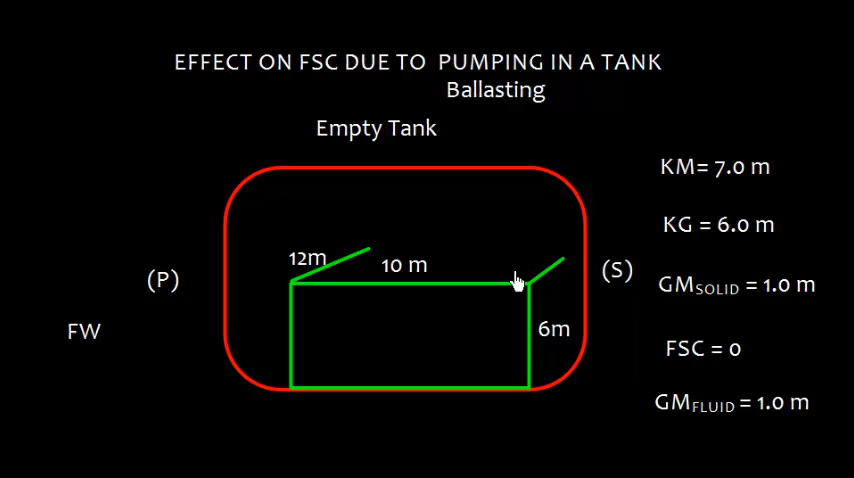 EFFECT ON FSC DUE TO PUMPING IN A TANK
Ballasting
Empty Tank
KM= 7.0 m
KG = 6.0 m
12m
10 m
(P)
(S)
GMSOLID = 1.0 m
FW
6m
FSC = 0
GMFLUID = 1.0 m